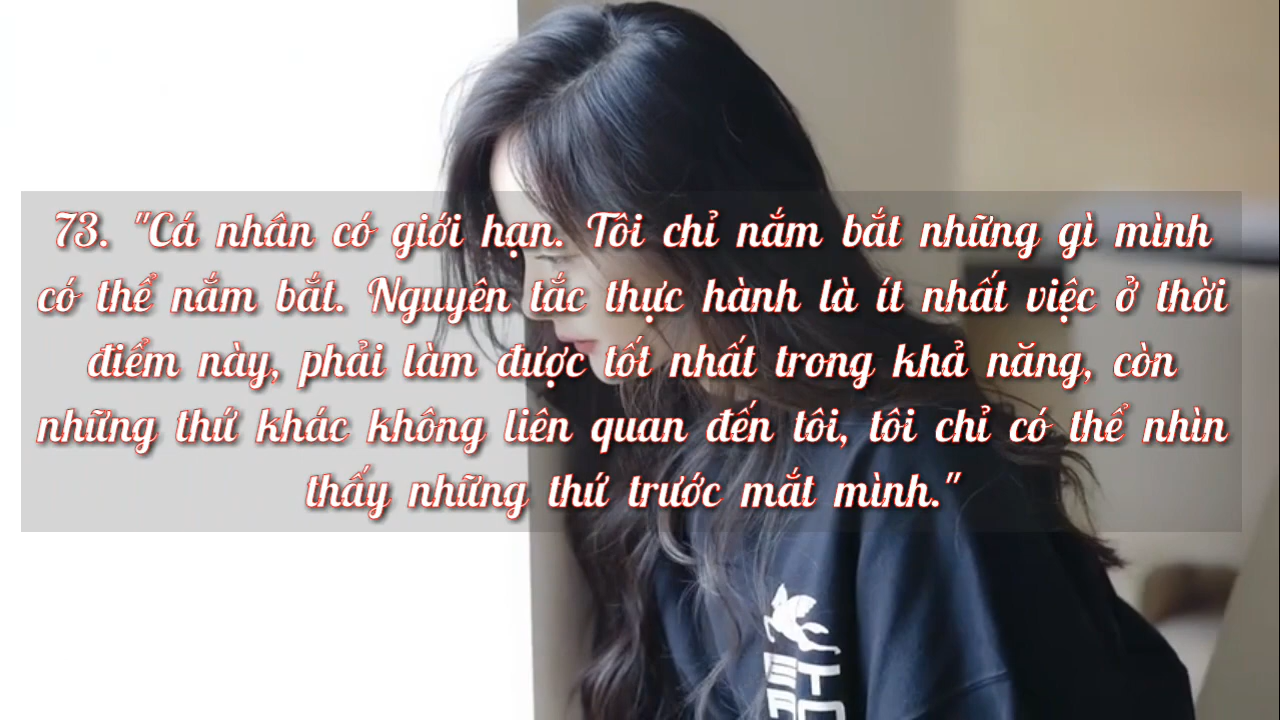 73. "Cá nhân có giới hạn. Tôi chỉ nắm bắt những gì mình
có thể nắm bắt. Nguyên tắc thực hành là ít nhất việc ở thời
điểm này, phải làm được tốt nhất trong khả năng, còn
những thứ khác không liên quan đến tôi, tôi chỉ có thể nhìn
thấy những thứ trước mắt mình."